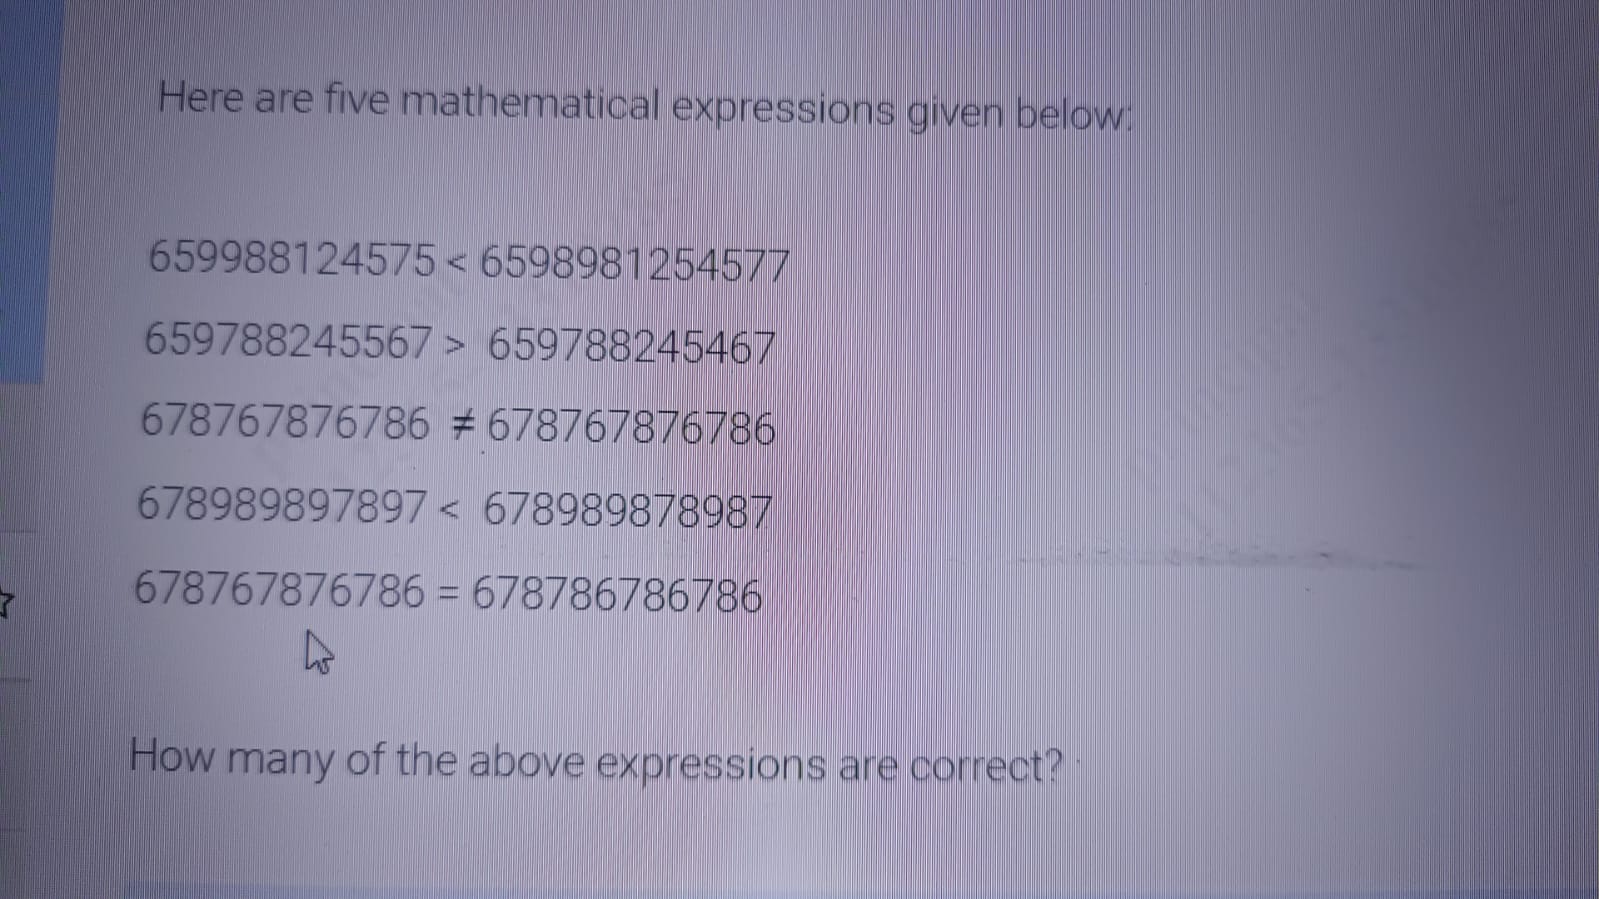 Here are five mathematical expressions given below:
659988124575 < 6598981254577
659788245567 > 659788245467
678767876786 ≠ 678767876786
678989897897 < 678989878987
678767876786 = 678786786786
How many of the above expressions are correct?